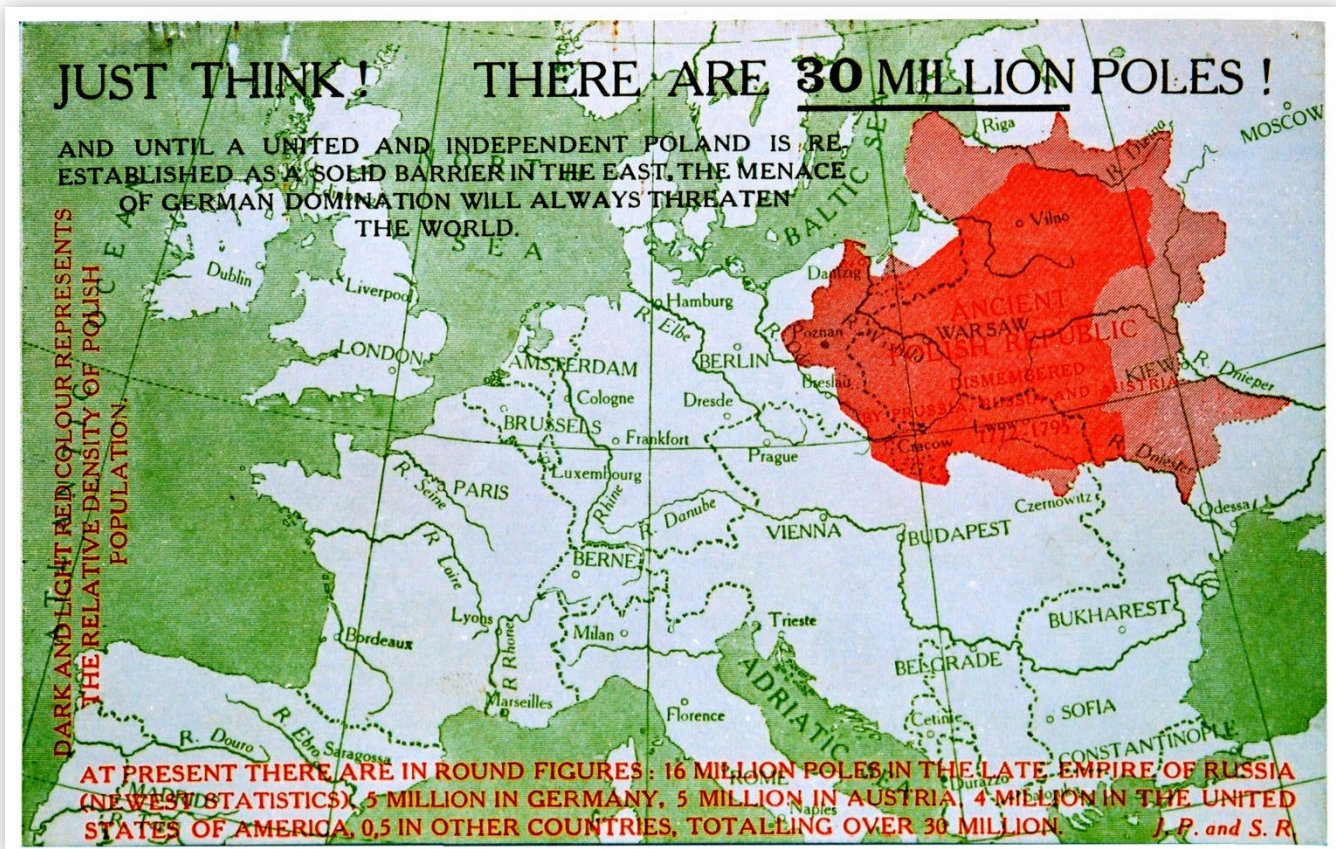 JUST THINK! THERE ARE 30 MILLION POLES!
AND UNTIL A UNITED AND INDEPENDENT POLAND IS RE-
ESTABLISHED AS A SOLID BARRIER IN THE EAST, THE MENACE
OF GERMAN DOMINATION WILL ALWAYS THREATEN
THE WORLD.
DARK AND LIGHT RED COLOUR REPRESENTS
THE RELATIVE DENSITY OF POLISH
POPULATION.
OCEAN
NORTH
SEA
BALTIC SEA
Riga
MOSCOW
R. Duina
Vilno
Dublin
Liverpool
LONDON
Hamburg
R. Elbe
Dantzig
Poznan
R. Vistula
WARSAW
ANCIENT
POLISH REPUBLIC
DISMEMBERED
BY PRUSSIA, RUSSIA AND AUSTRIA
1772-1795
KIEW
R. Dnieper
AMSTERDAM
BERLIN
Breslau
Cologne
Dresde
BRUSSELS
Frankfort
Prague
Cracow
Lwow
R. Dniester
Luxembourg
R. Seine
PARIS
Rhine
R. Danube
VIENNA
BUDAPEST
Czernowitz
Odessa
R. Loire
BERNE
Lyons
Milan
Trieste
BUKHAREST
Bordeaux
R. Rhone
BELGRADE
Marseilles
Florence
ADRIATIC
Cetinie
SOFIA
R. Douro
R. Ebro
Saragossa
CONSTANTINOPLE
MADRID
ROME
Durazzo
Naples
AT PRESENT THERE ARE IN ROUND FIGURES: 16 MILLION POLES IN THE LATE EMPIRE OF RUSSIA
(NEWEST STATISTICS), 5 MILLION IN GERMANY, 5 MILLION IN AUSTRIA, 4 MILLION IN THE UNITED
STATES OF AMERICA, 0,5 IN OTHER COUNTRIES, TOTALLING OVER 30 MILLION. J. P. and S. R.